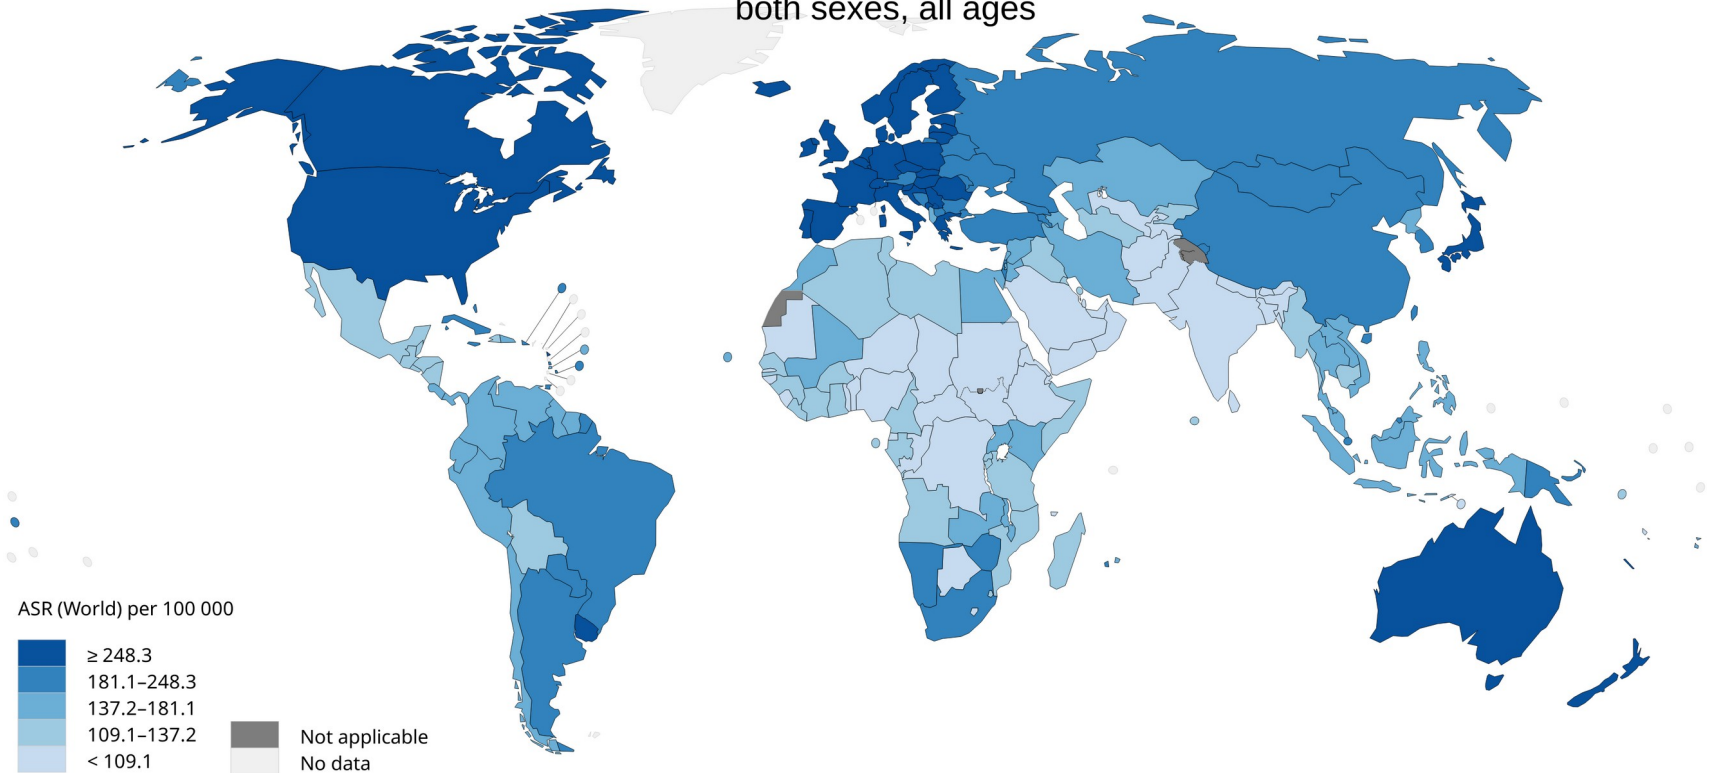 both sexes, all ages
ASR (World) per 100 000
≥ 248.3
181.1–248.3
137.2–181.1
109.1–137.2
< 109.1
Not applicable
No data